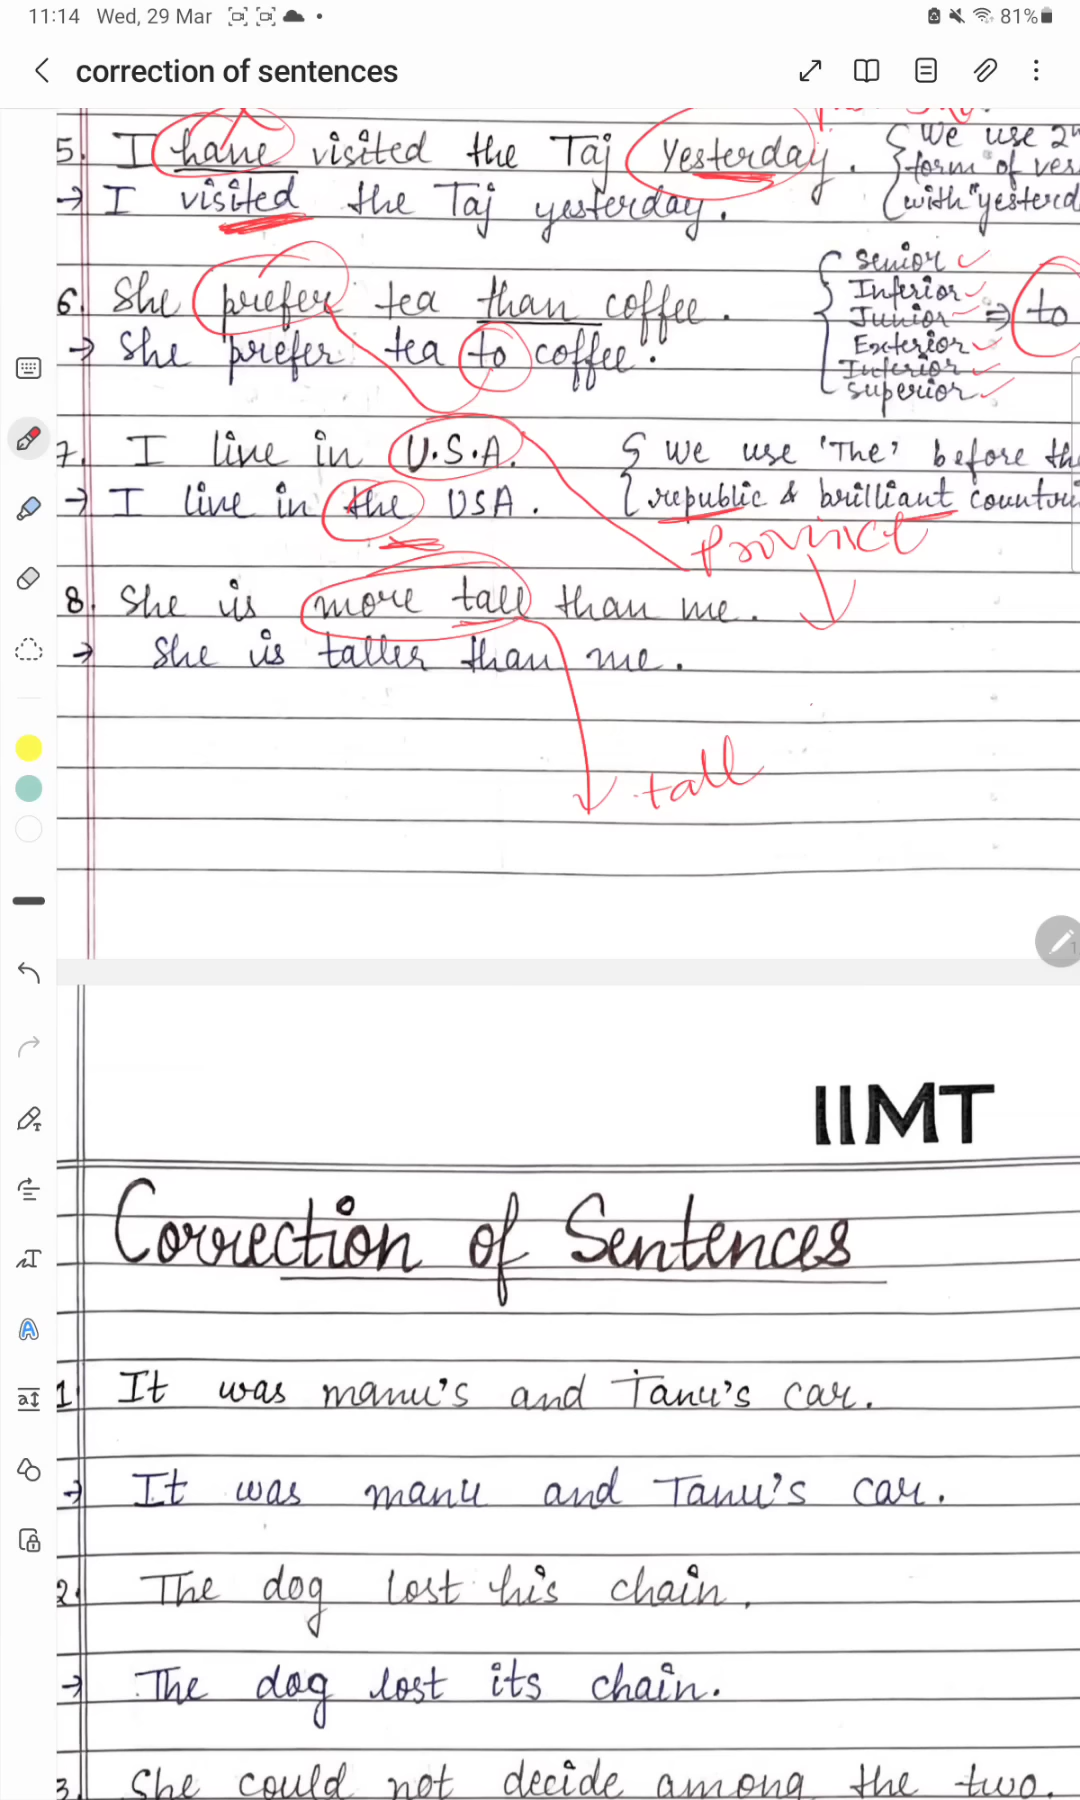 11:14 Wed, 29 Mar 81%
correction of sentences
5. I have visited the Taj yesterday. { We use 2n
form of ver
with "yesterd
→ I visited the Taj yesterday.
6. She prefer tea than coffee.
→ She prefer tea to coffee.
Senior
Inferior
Junior ⇒ to
Exterior
Interior
superior
7. I live in U.S.A. { We use 'The' before the
→ I live in the USA. republic & brilliant countri
province
8. She is more tall than me.
→ She is taller than me.
tall
IIMT
Correction of Sentences
1. It was manu's and Tanu's car.
→ It was manu and Tanu's car.
2. The dog lost his chain.
→ The dog lost its chain.
3. She could not decide among the two.